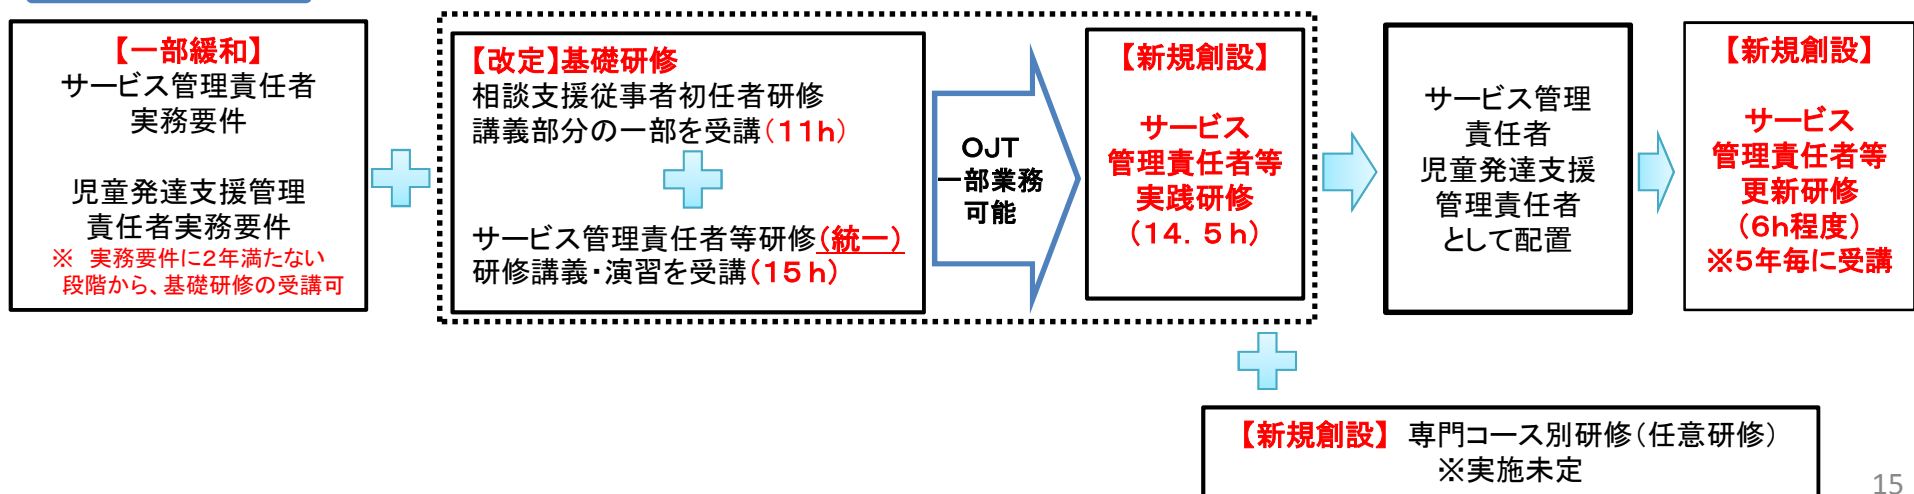 【一部緩和】
サービス管理責任者
実務要件
児童発達支援管理
責任者実務要件
※ 実務要件に2年満たない
段階から、基礎研修の受講可
【改定】基礎研修
相談支援従事者初任者研修
講義部分の一部を受講(11h)
サービス管理責任者等研修(統一)
研修講義・演習を受講(15h)
OJT
一部業務
可能
【新規創設】
サービス
管理責任者等
実践研修
(14.5h)
サービス管理
責任者
児童発達支援
管理責任者
として配置
【新規創設】
サービス
管理責任者等
更新研修
(6h程度)
※5年毎に受講
【新規創設】 専門コース別研修(任意研修)
※実施未定
15